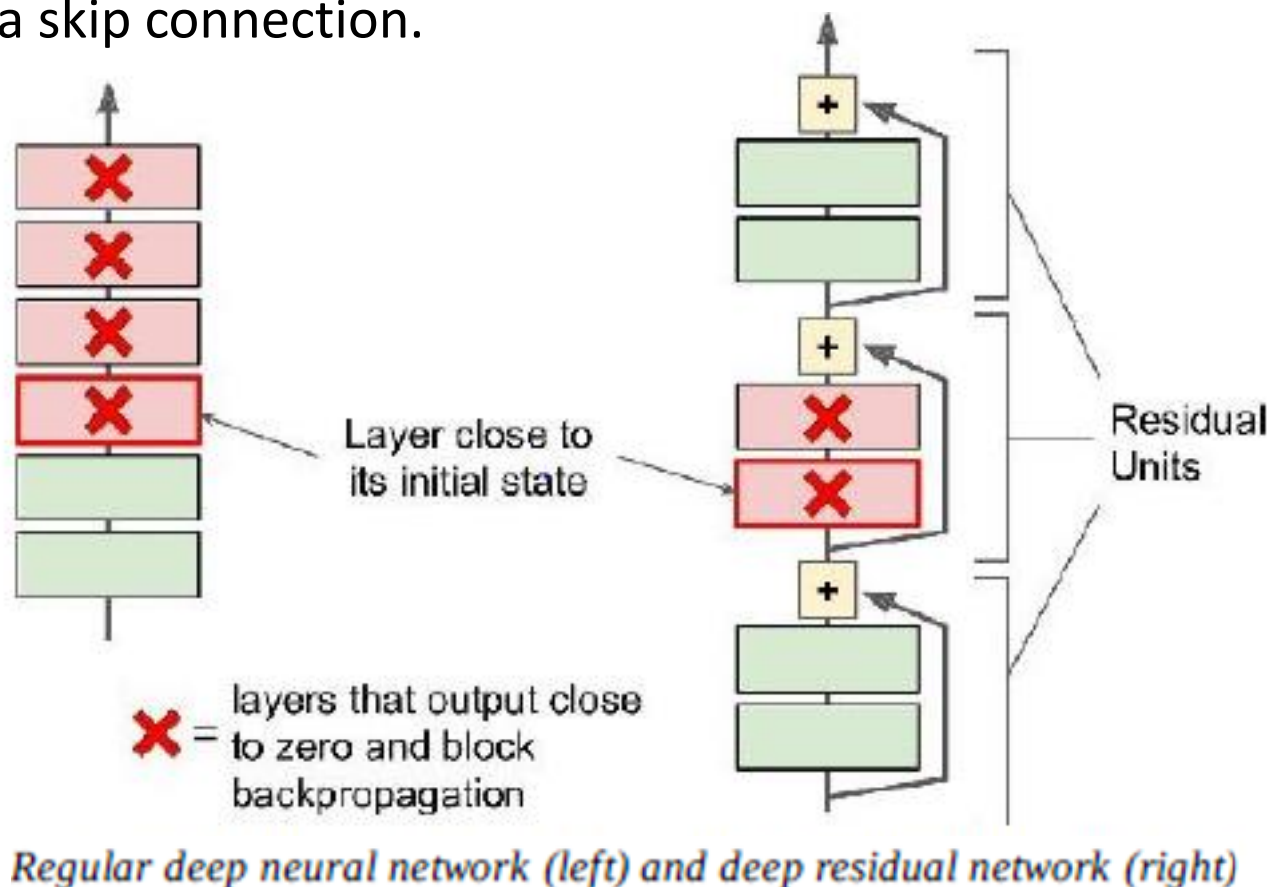 a skip connection.
+
+
Layer close to
its initial state
Residual
Units
+
= layers that output close
to zero and block
backpropagation
Regular deep neural network (left) and deep residual network (right)